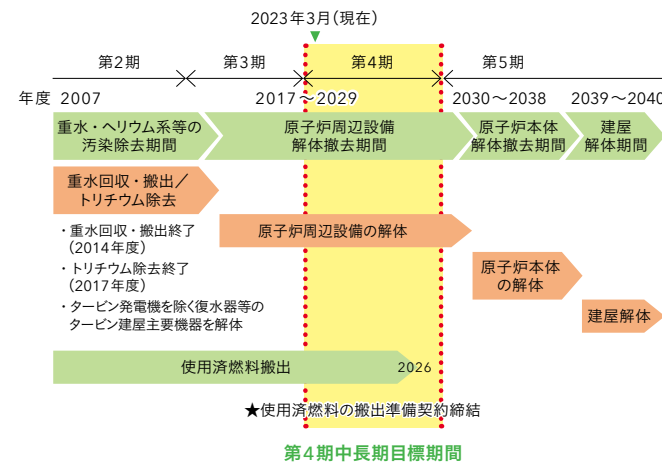 2023年3月(現在)
第2期 第3期 第4期 第5期
年度 2007 2017～2029 2030～2038 2039～2040
重水・ヘリウム系等の
汚染除去期間
原子炉周辺設備
解体撤去期間
原子炉本体
解体撤去期間
建屋
解体期間
重水回収・搬出／
トリチウム除去
・重水回収・搬出終了
(2014年度)
・トリチウム除去終了
(2017年度)
・タービン発電機を除く復水器等の
タービン建屋主要機器を解体
原子炉周辺設備の解体
原子炉本体
の解体
建屋解体
使用済燃料搬出 2026
★使用済燃料の搬出準備契約締結
第4期中長期目標期間